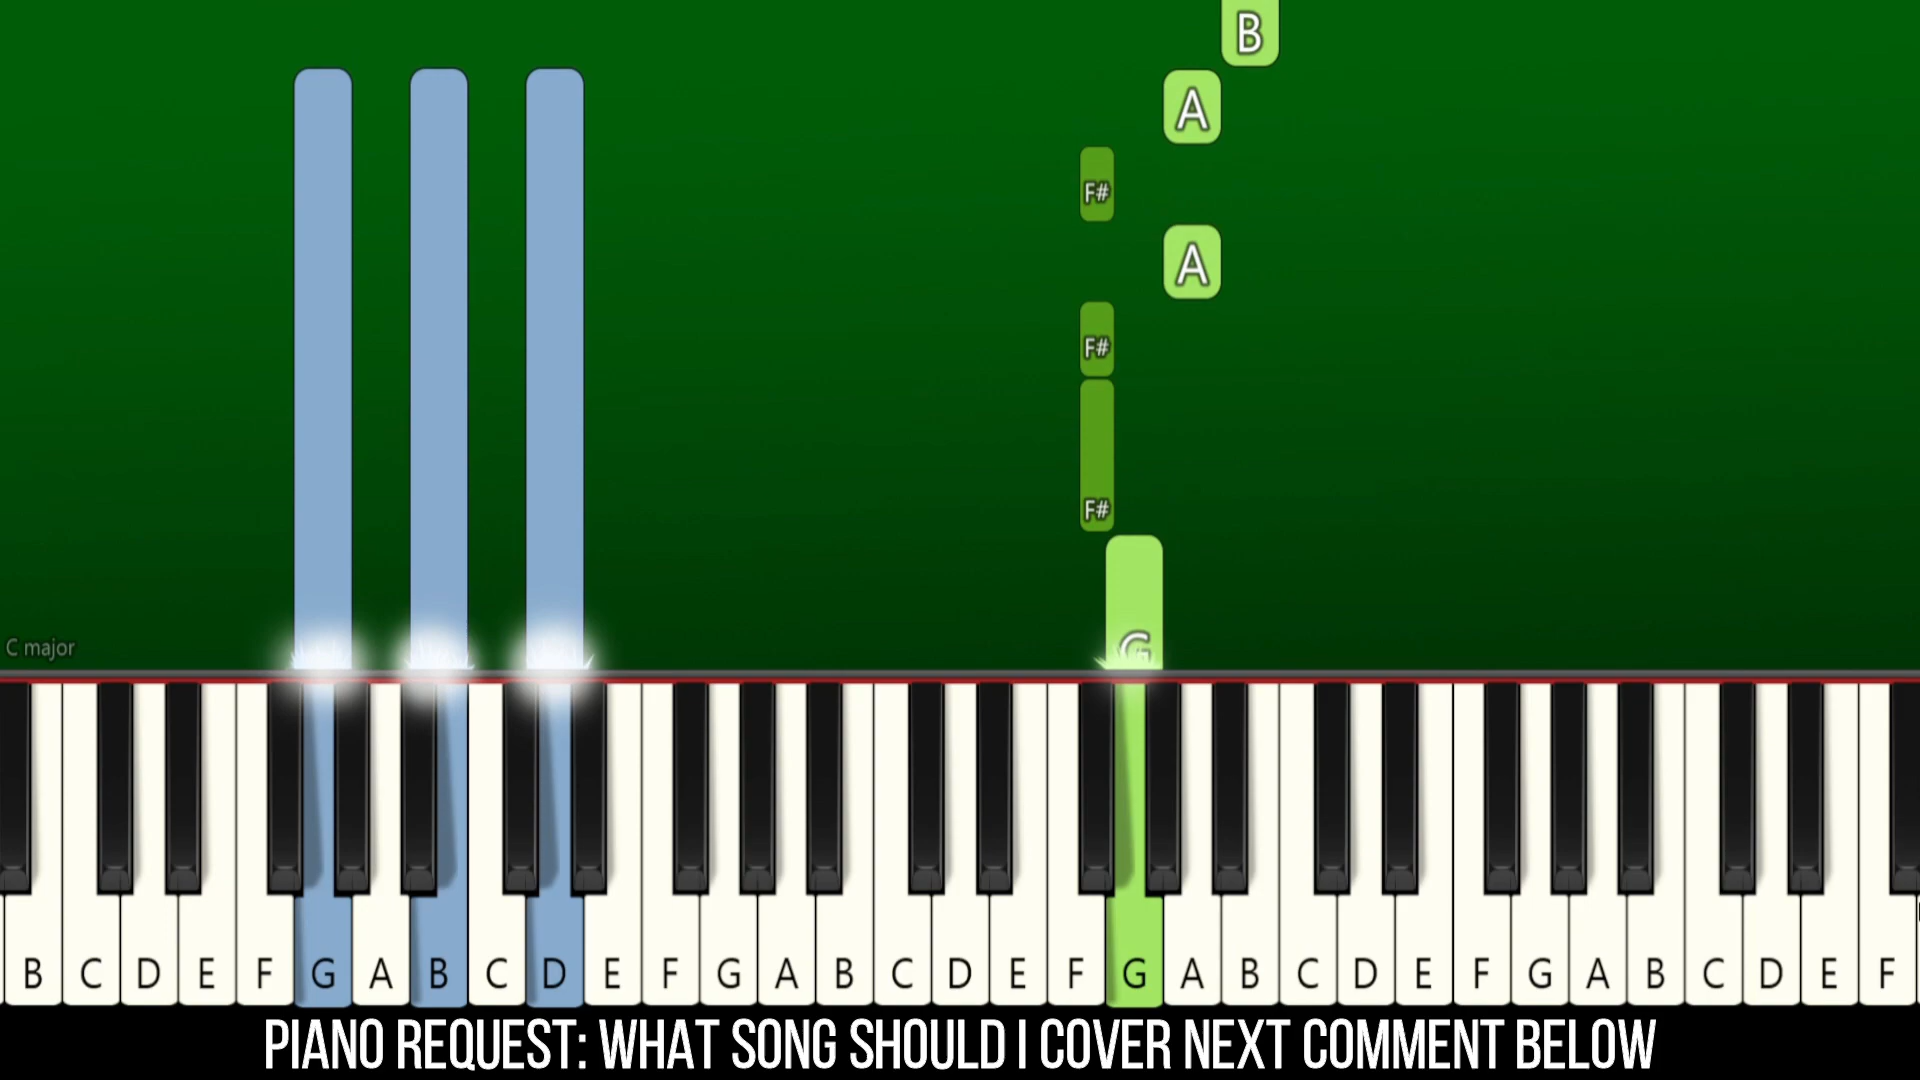 B
A
F#
A
F#
F#
G
C major
B C D E F G A B C D E F G A B C D E F G A B C D E F G A B C D E F
PIANO REQUEST: WHAT SONG SHOULD I COVER NEXT COMMENT BELOW